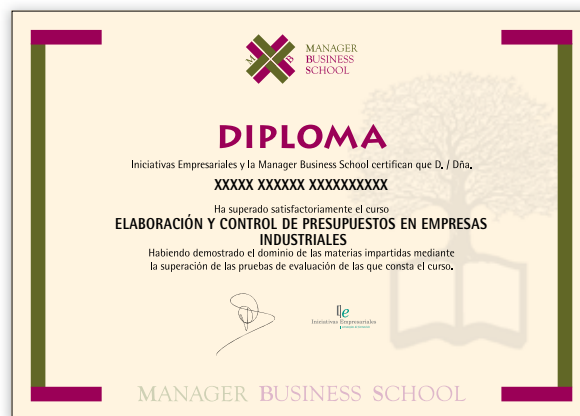 M B
MANAGER
BUSINESS
SCHOOL
DIPLOMA
Iniciativas Empresariales y la Manager Business School certifican que D. / Dña.
XXXXX XXXXXX XXXXXXXXXX
Ha superado satisfactoriamente el curso
ELABORACIÓN Y CONTROL DE PRESUPUESTOS EN EMPRESAS
INDUSTRIALES
Habiendo demostrado el dominio de las materias impartidas mediante
la superación de las pruebas de evaluación de las que consta el curso.
Iniciativas Empresariales
MANAGER BUSINESS SCHOOL